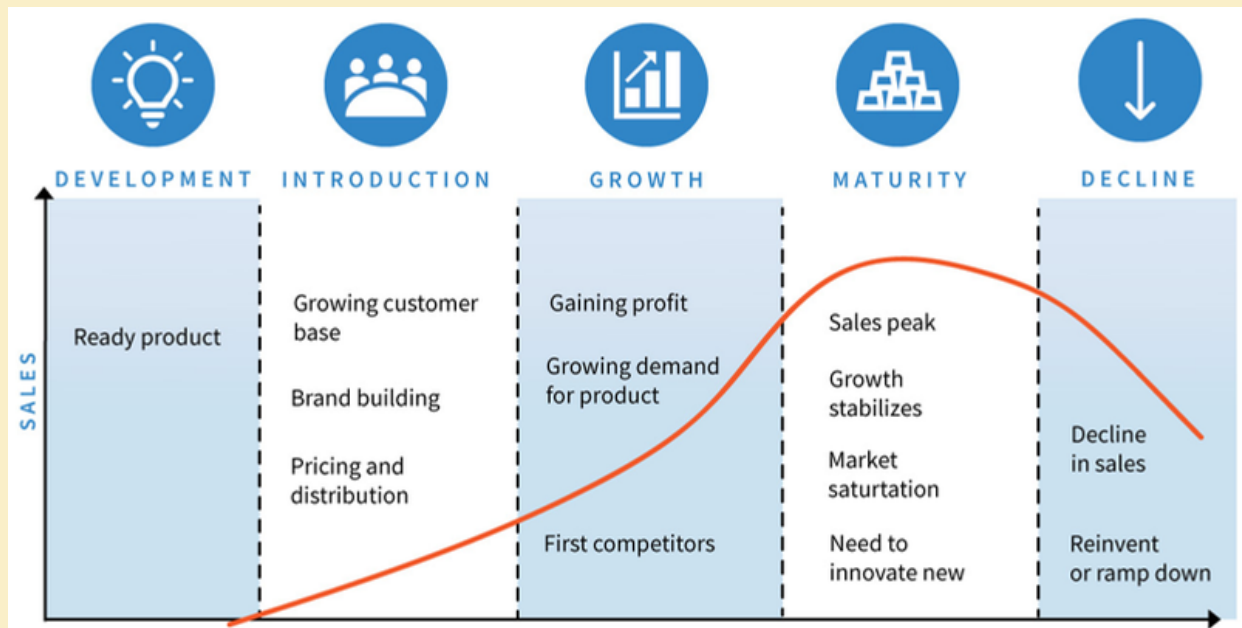 DEVELOPMENT
INTRODUCTION
GROWTH
MATURITY
DECLINE
SALES
Ready product
Growing customer
base
Brand building
Pricing and
distribution
Gaining profit
Growing demand
for product
First competitors
Sales peak
Growth
stabilizes
Market
saturtation
Need to
innovate new
Decline
in sales
Reinvent
or ramp down